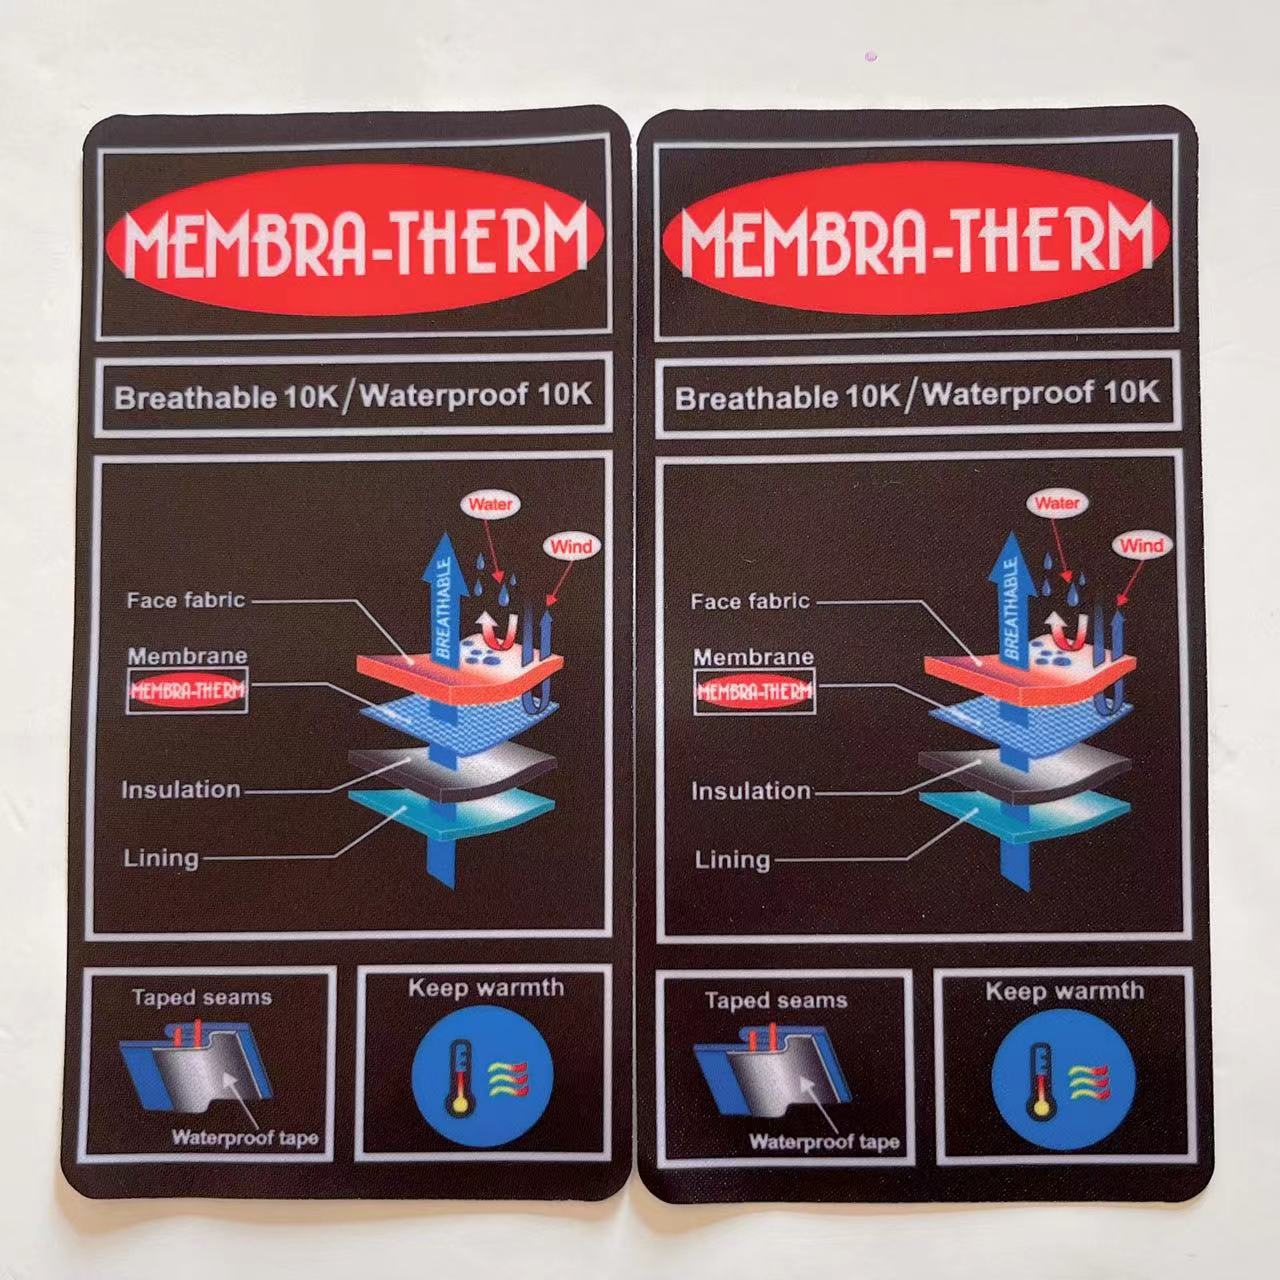 MEMBRA-THERM
Breathable 10K/Waterproof 10K
Water
Wind
BREATHABLE
Face fabric
Membrane
MEMBRA-THERM
Insulation
Lining
Taped seams
Waterproof tape
Keep warmth
MEMBRA-THERM
Breathable 10K/Waterproof 10K
Water
Wind
BREATHABLE
Face fabric
Membrane
MEMBRA-THERM
Insulation
Lining
Taped seams
Waterproof tape
Keep warmth